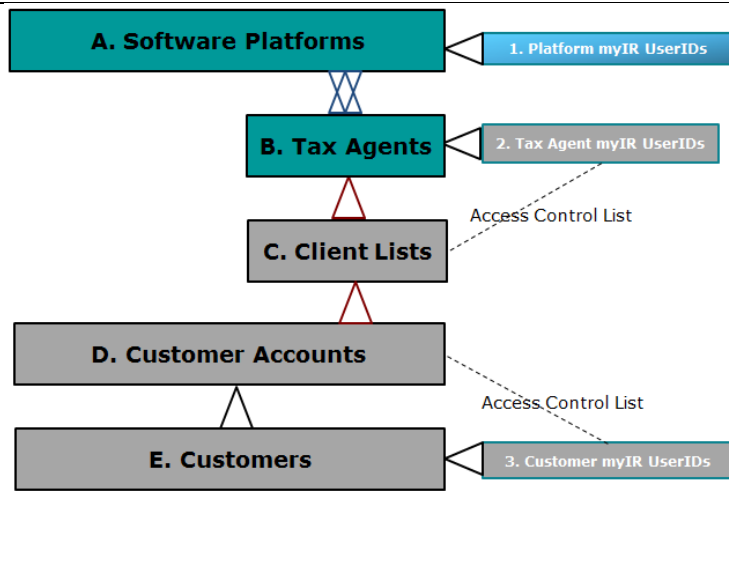 A. Software Platforms
1. Platform myIR UserIDs
B. Tax Agents
2. Tax Agent myIR UserIDs
Access Control List
C. Client Lists
D. Customer Accounts
Access Control List
E. Customers
3. Customer myIR UserIDs